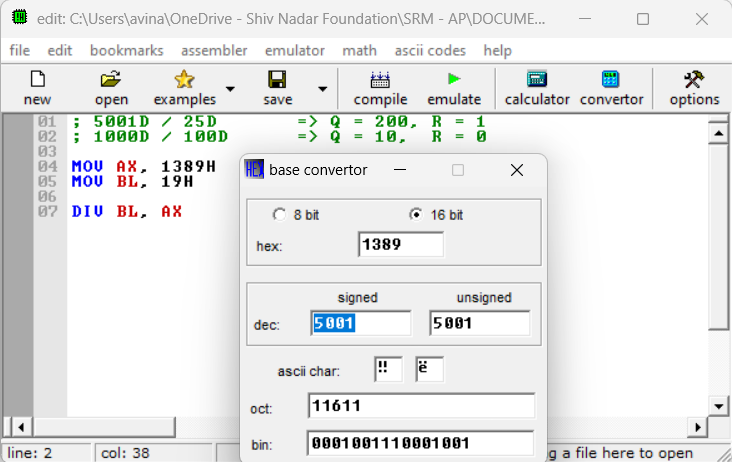 edit: C:\Users\avina\OneDrive - Shiv Nadar Foundation\SRM - AP\DOCUME...
file edit bookmarks assembler emulator math ascii codes help
new open examples save compile emulate calculator convertor options
01 ; 5001D / 25D => Q = 200, R = 1
02 ; 1000D / 100D => Q = 10, R = 0
03
04 MOV AX, 1389H
05 MOV BL, 19H
06
07 DIV BL, AX
HEX base convertor
8 bit 16 bit
hex: 1389
signed unsigned
dec: 5001 5001
ascii char: ‼ ë
oct: 11611
bin: 0001001110001001
line: 2 col: 38 g a file here to open